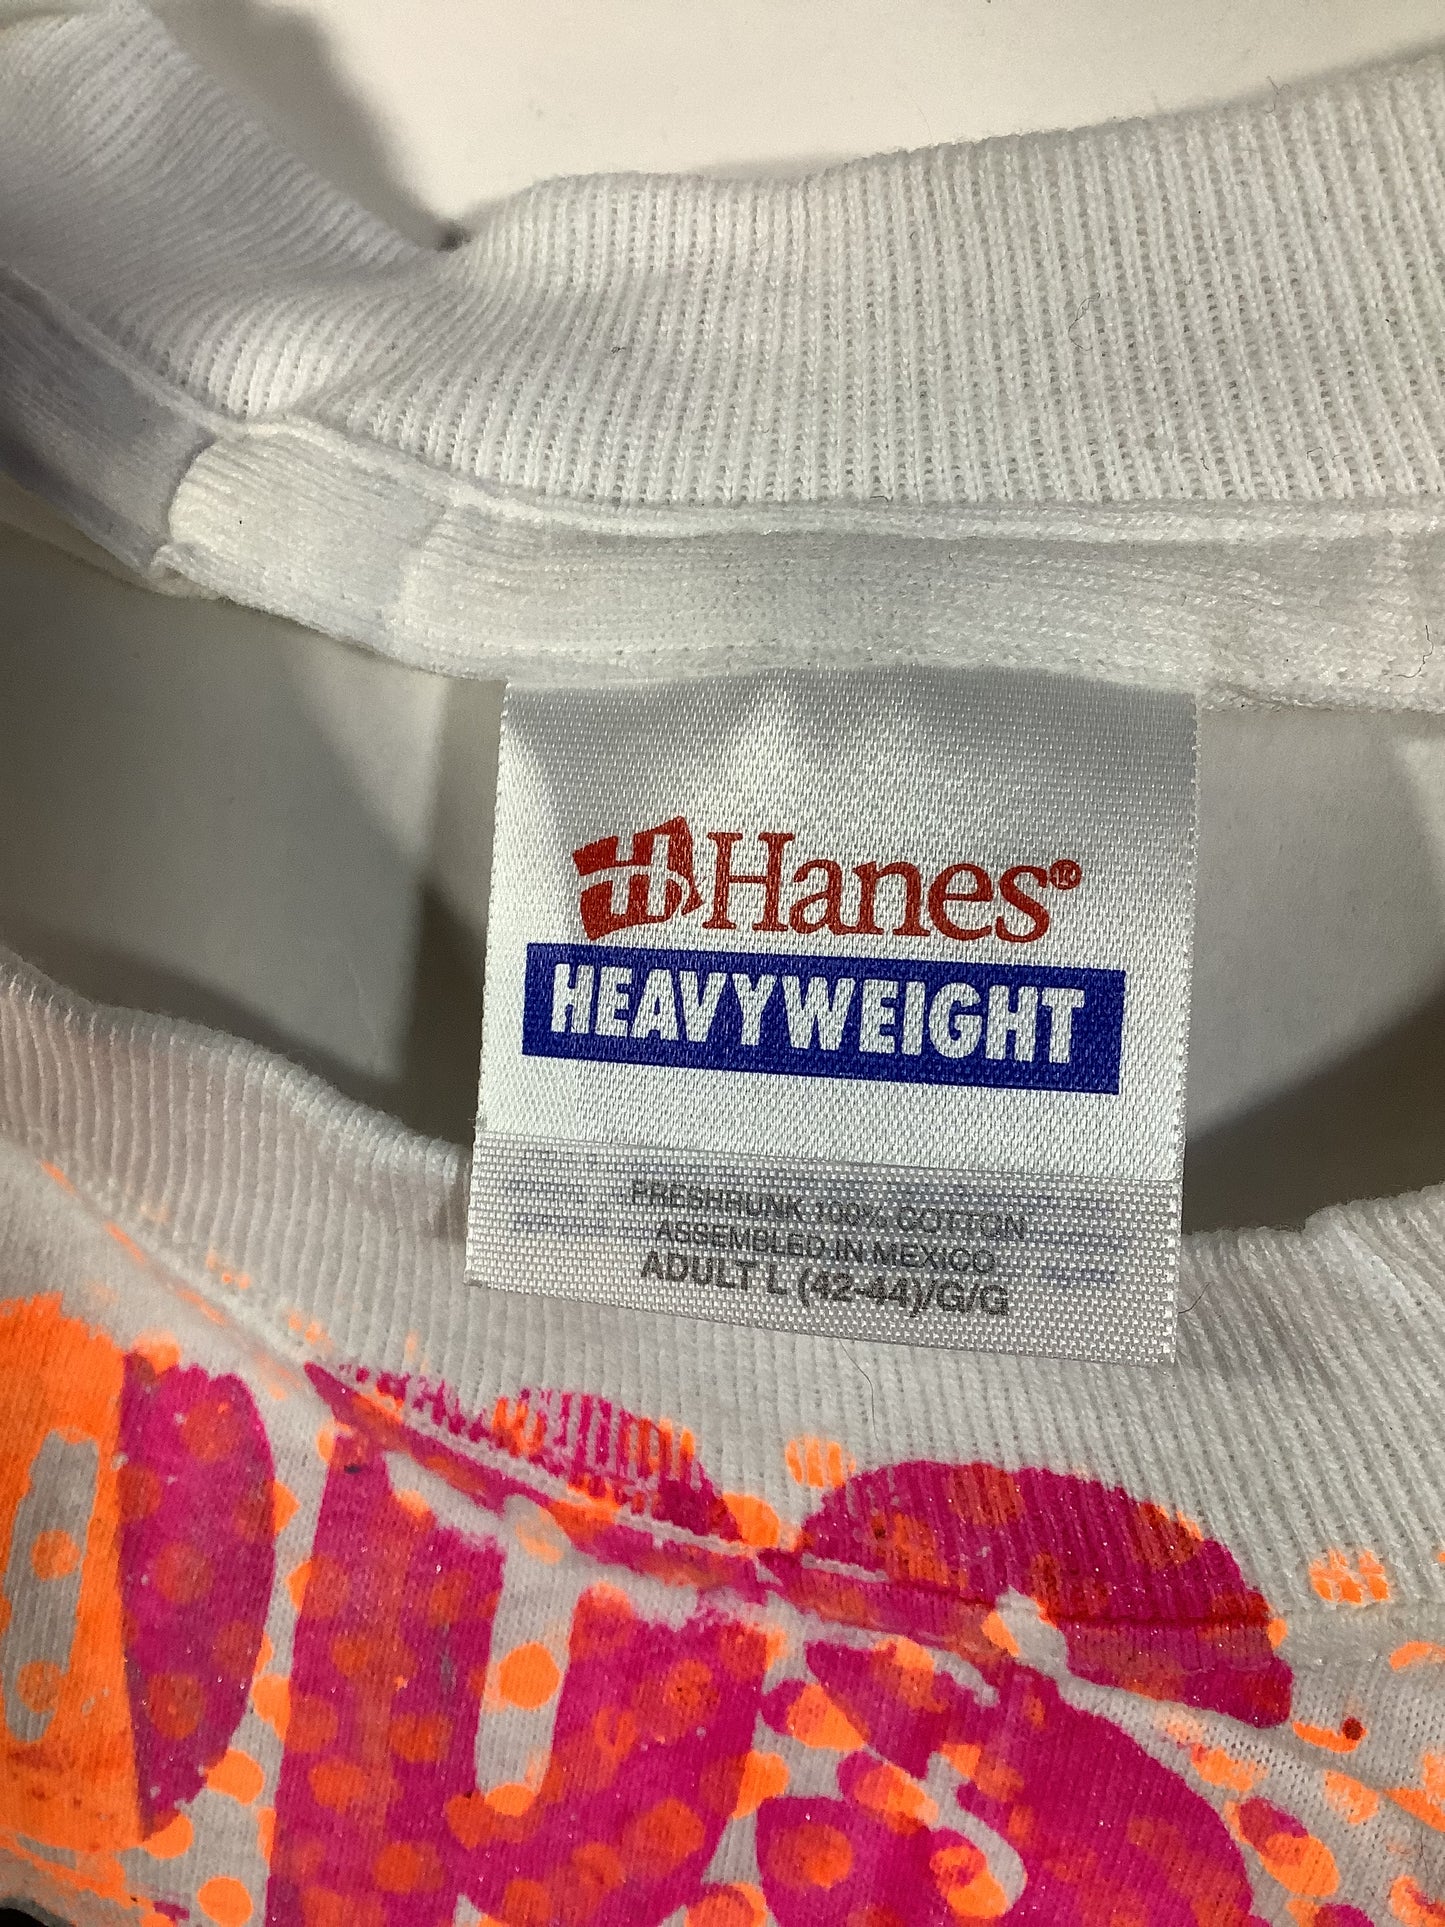 Hanes®
HEAVYWEIGHT
PRESHRUNK 100% COTTON
ASSEMBLED IN MEXICO
ADULT L (42-44)/G/G